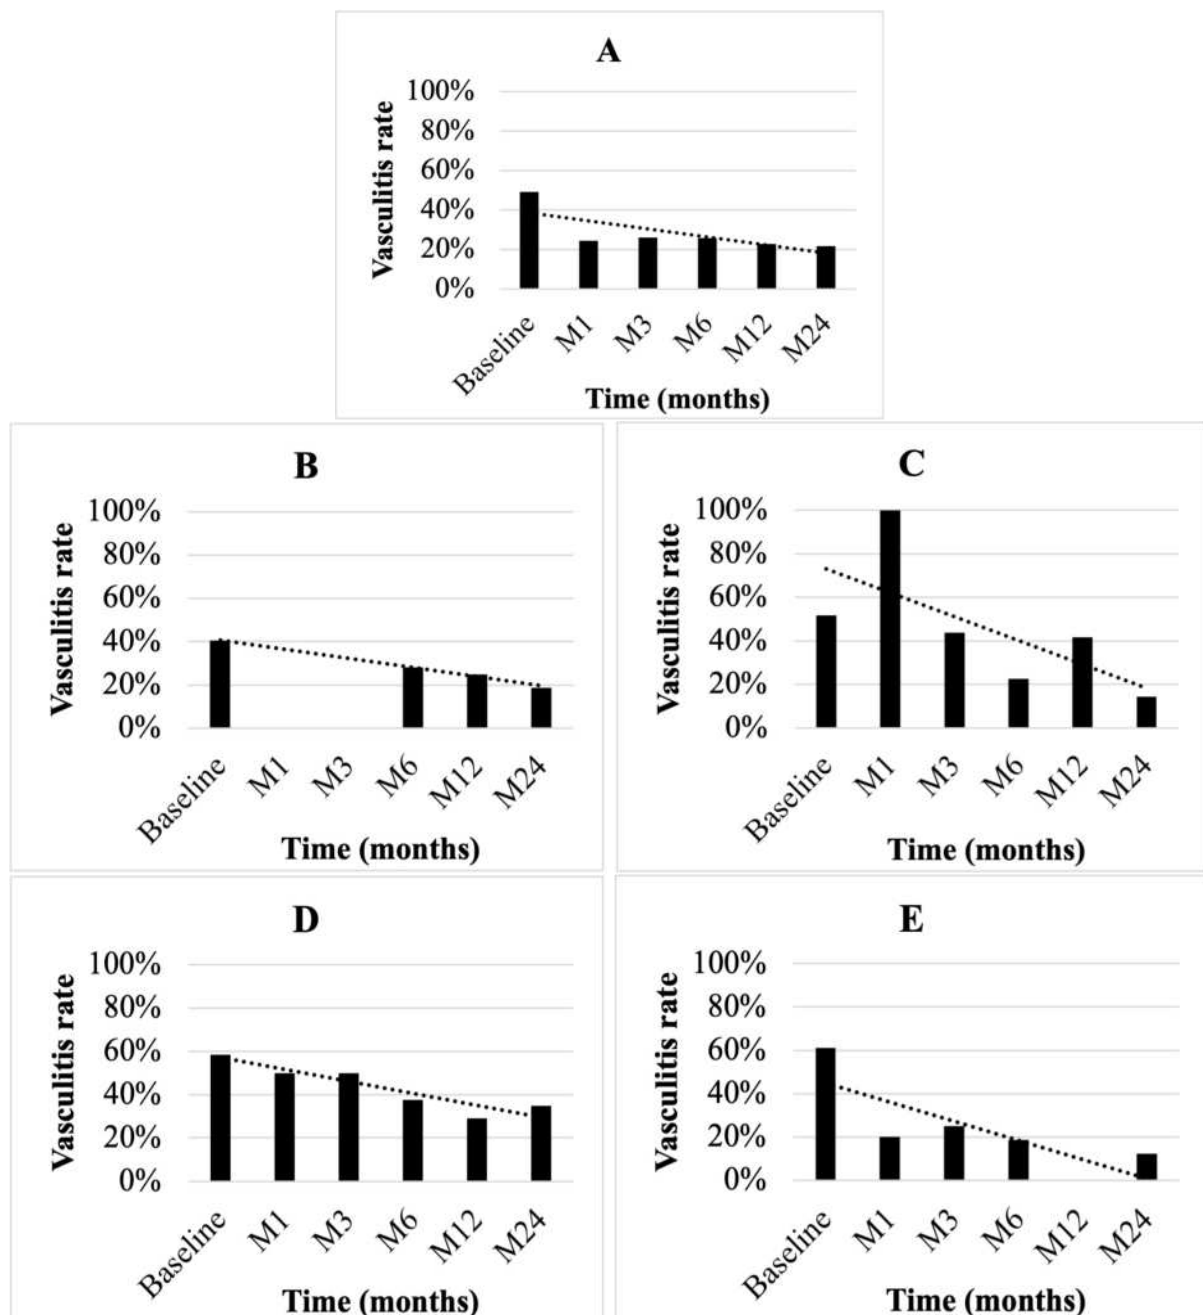 A
Vasculitis rate
100%
80%
60%
40%
20%
0%
Baseline
M1
M3
M6
M12
M24
Time (months)
B
Vasculitis rate
100%
80%
60%
40%
20%
0%
Baseline
M1
M3
M6
M12
M24
Time (months)
C
Vasculitis rate
100%
80%
60%
40%
20%
0%
Baseline
M1
M3
M6
M12
M24
Time (months)
D
Vasculitis rate
100%
80%
60%
40%
20%
0%
Baseline
M1
M3
M6
M12
M24
Time (months)
E
Vasculitis rate
100%
80%
60%
40%
20%
0%
Baseline
M1
M3
M6
M12
M24
Time (months)